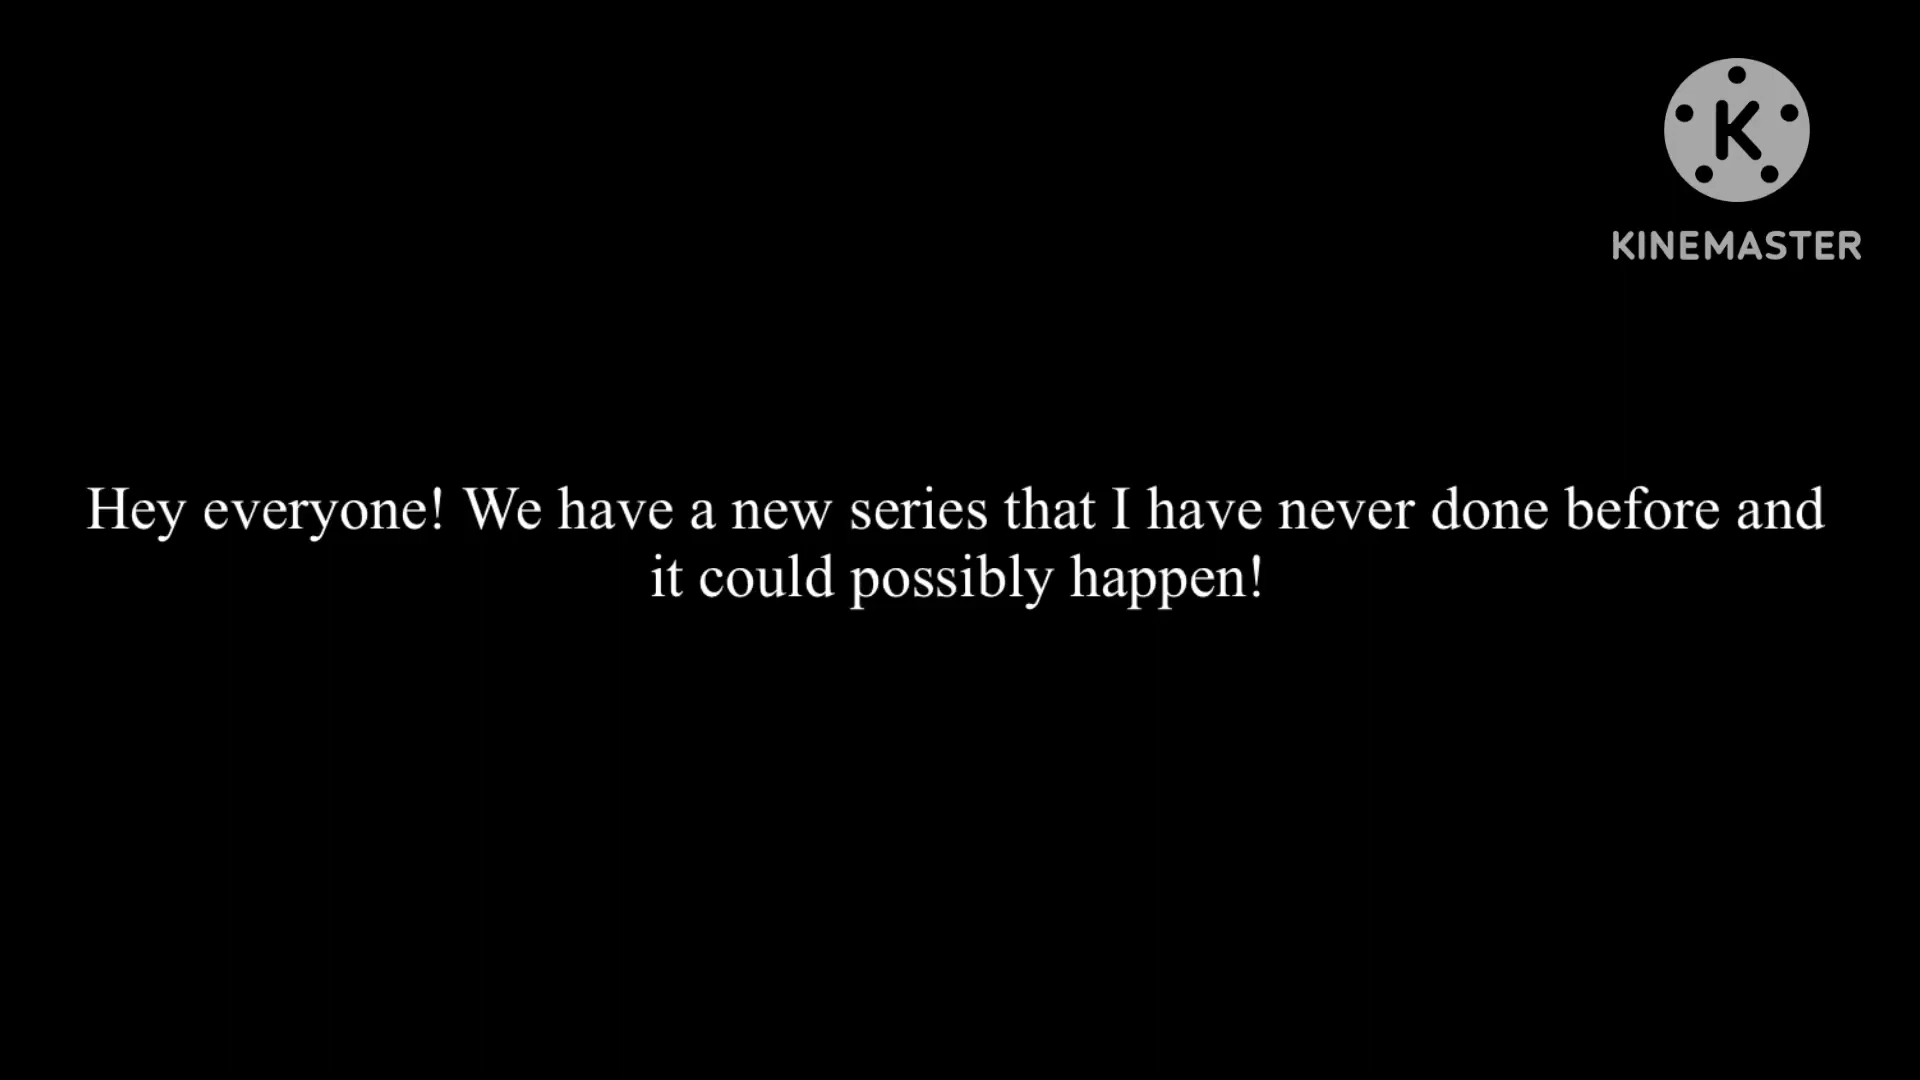 K
KINEMASTER
Hey everyone! We have a new series that I have never done before and
it could possibly happen!